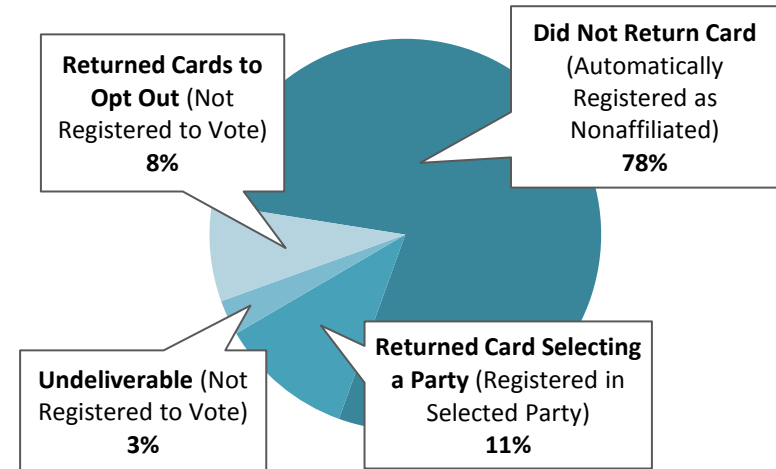 Did Not Return Card
(Automatically
Registered as
Nonaffiliated)
78%
Returned Cards to
Opt Out (Not
Registered to Vote)
8%
Returned Card Selecting
a Party (Registered in
Selected Party)
11%
Undeliverable (Not
Registered to Vote)
3%